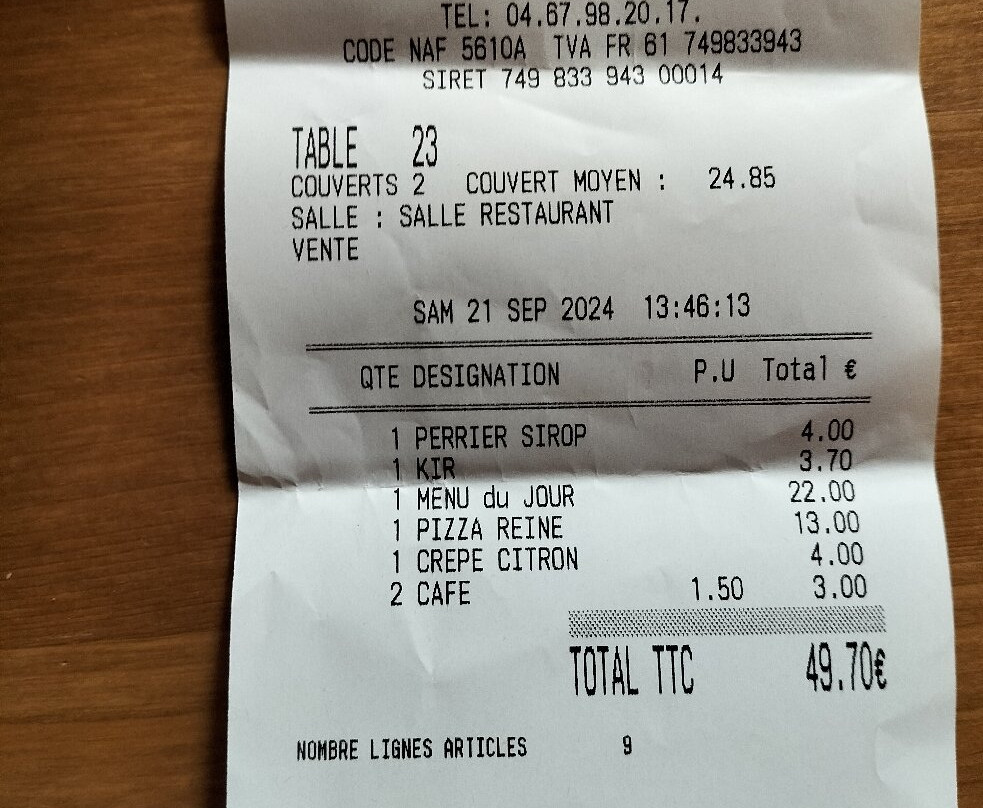 TEL: 04.67.98.20.17.
CODE NAF 5610A TVA FR 61 749833943
SIRET 749 833 943 00014
TABLE 23
COUVERTS 2 COUVERT MOYEN : 24.85
SALLE : SALLE RESTAURANT
VENTE
SAM 21 SEP 2024 13:46:13
QTE DESIGNATION P.U Total €
1 PERRIER SIROP 4.00
1 KIR 3.70
1 MENU du JOUR 22.00
1 PIZZA REINE 13.00
1 CREPE CITRON 4.00
2 CAFE 1.50 3.00
TOTAL TTC 49.70€
NOMBRE LIGNES ARTICLES 9